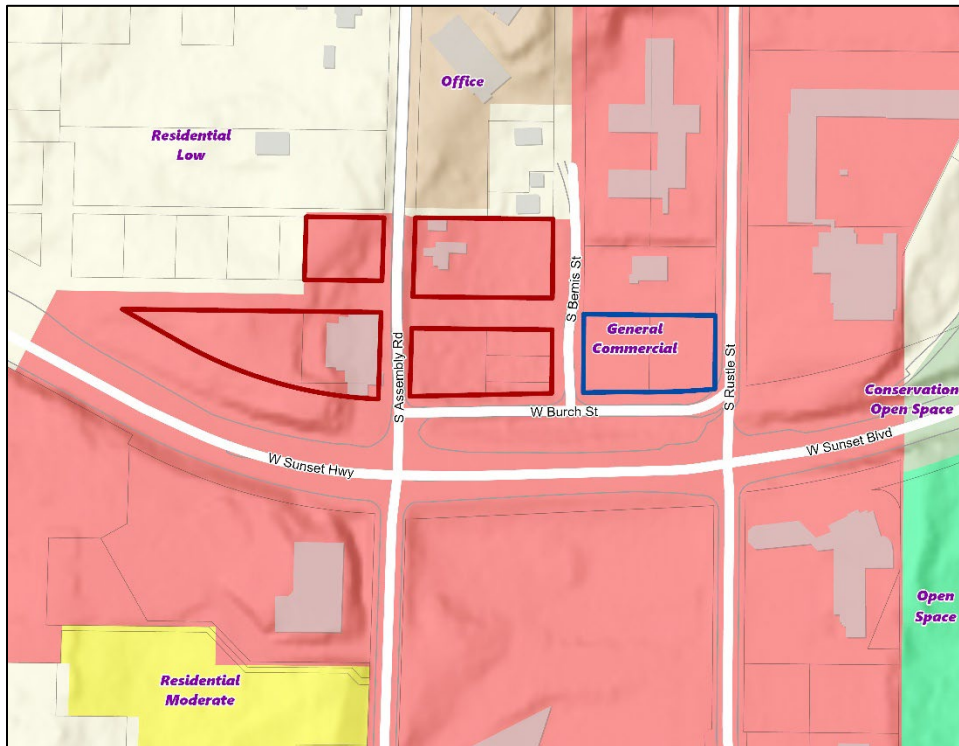 Office
Residential
Low
S Bemis St
General
Commercial
S Assembly Rd
S Rustle St
Conservation
Open Space
W Burch St
W Sunset Blvd
W Sunset Hwy
Open
Space
Residential
Moderate